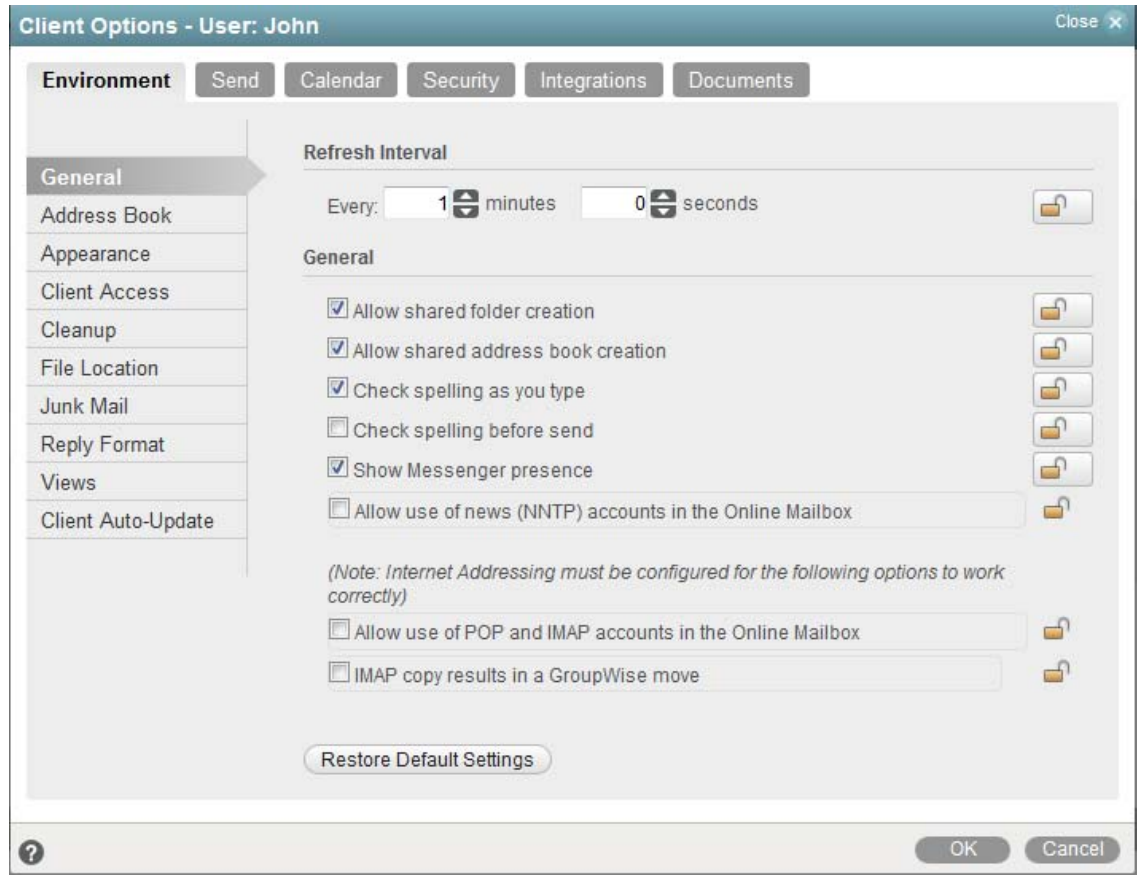 Client Options - User: John
Close
Environment Send Calendar Security Integrations Documents
General
Address Book
Appearance
Client Access
Cleanup
File Location
Junk Mail
Reply Format
Views
Client Auto-Update
Refresh Interval
Every: 1 minutes 0 seconds
General
Allow shared folder creation
Allow shared address book creation
Check spelling as you type
Check spelling before send
Show Messenger presence
Allow use of news (NNTP) accounts in the Online Mailbox
(Note: Internet Addressing must be configured for the following options to work
correctly)
Allow use of POP and IMAP accounts in the Online Mailbox
IMAP copy results in a GroupWise move
Restore Default Settings
?
OK Cancel